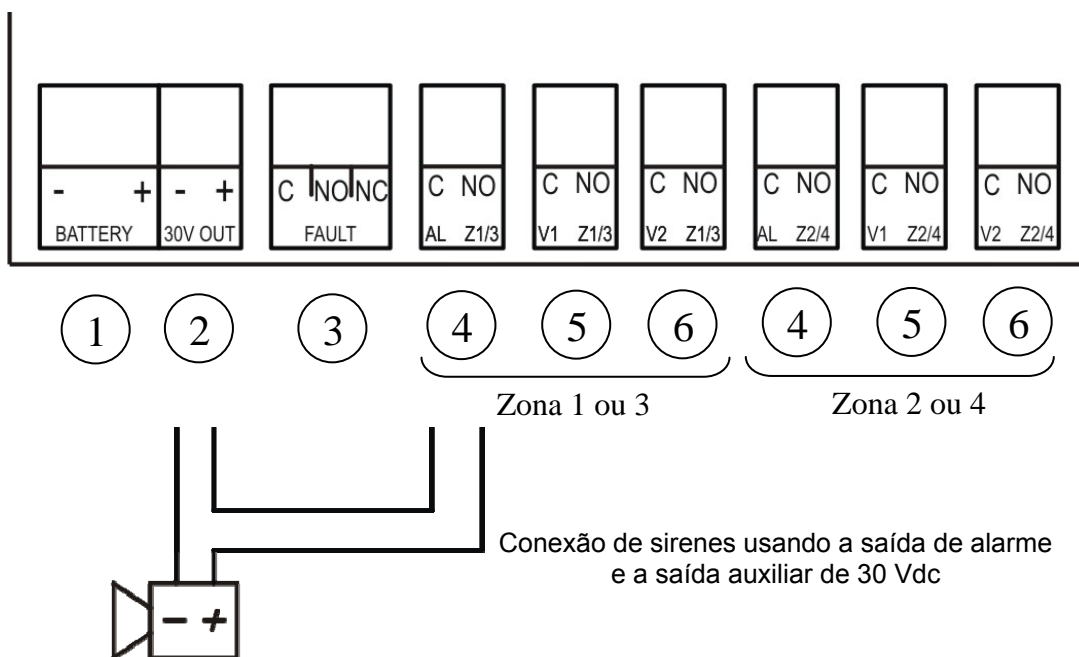 - + - + C NO NC C NO C NO C NO C NO C NO C NO
BATTERY 30V OUT FAULT AL Z1/3 V1 Z1/3 V2 Z1/3 AL Z2/4 V1 Z2/4 V2 Z2/4
1 2 3 4 5 6 4 5 6
Zona 1 ou 3 Zona 2 ou 4
Conexão de sirenes usando a saída de alarme
e a saída auxiliar de 30 Vdc
- +